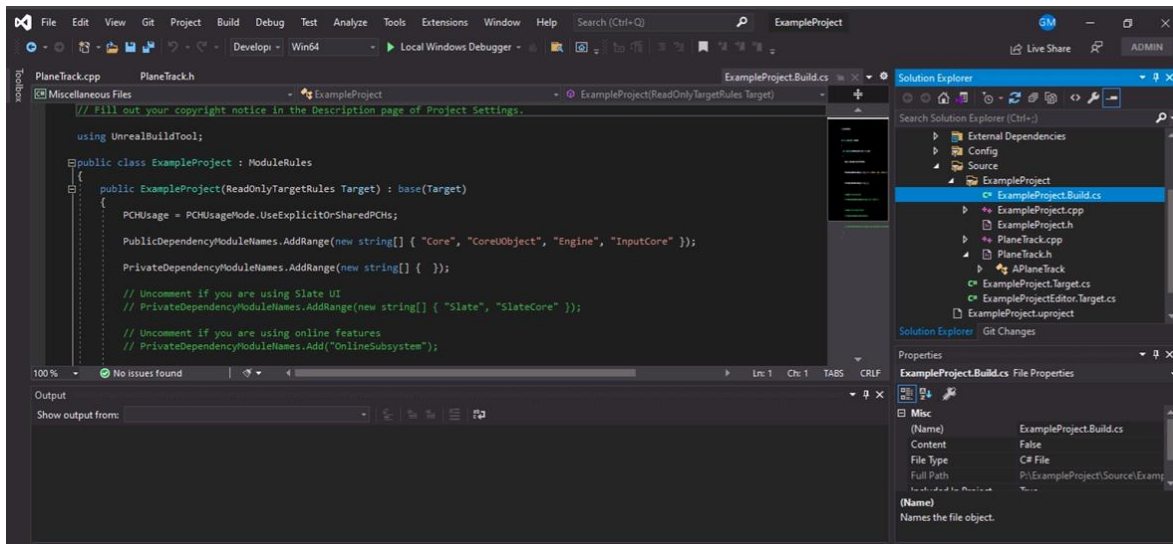 File Edit View Git Project Build Debug Test Analyze Tools Extensions Window Help Search (Ctrl+Q) ExampleProject GM
Developı Win64 Local Windows Debugger Live Share ADMIN
Toolbox
PlaneTrack.cpp PlaneTrack.h ExampleProject.Build.cs
Miscellaneous Files ExampleProject ExampleProject(ReadOnlyTargetRules Target)
// Fill out your copyright notice in the Description page of Project Settings.
using UnrealBuildTool;
public class ExampleProject : ModuleRules
{
public ExampleProject(ReadOnlyTargetRules Target) : base(Target)
{
PCHUsage = PCHUsageMode.UseExplicitOrSharedPCHs;
PublicDependencyModuleNames.AddRange(new string[] { "Core", "CoreUObject", "Engine", "InputCore" });
PrivateDependencyModuleNames.AddRange(new string[] { });
// Uncomment if you are using Slate UI
// PrivateDependencyModuleNames.AddRange(new string[] { "Slate", "SlateCore" });
// Uncomment if you are using online features
// PrivateDependencyModuleNames.Add("OnlineSubsystem");
100 % No issues found Ln: 1 Ch: 1 TABS CRLF
Output
Show output from:
Solution Explorer
Search Solution Explorer (Ctrl+;)
External Dependencies
Config
Source
ExampleProject
ExampleProject.Build.cs
ExampleProject.cpp
ExampleProject.h
PlaneTrack.cpp
PlaneTrack.h
APlaneTrack
ExampleProject.Target.cs
ExampleProjectEditor.Target.cs
ExampleProject.uproject
Solution Explorer Git Changes
Properties
ExampleProject.Build.cs File Properties
Misc
(Name) ExampleProject.Build.cs
Content False
File Type C# File
Full Path P:\ExampleProject\Source\Examp
(Name)
Names the file object.